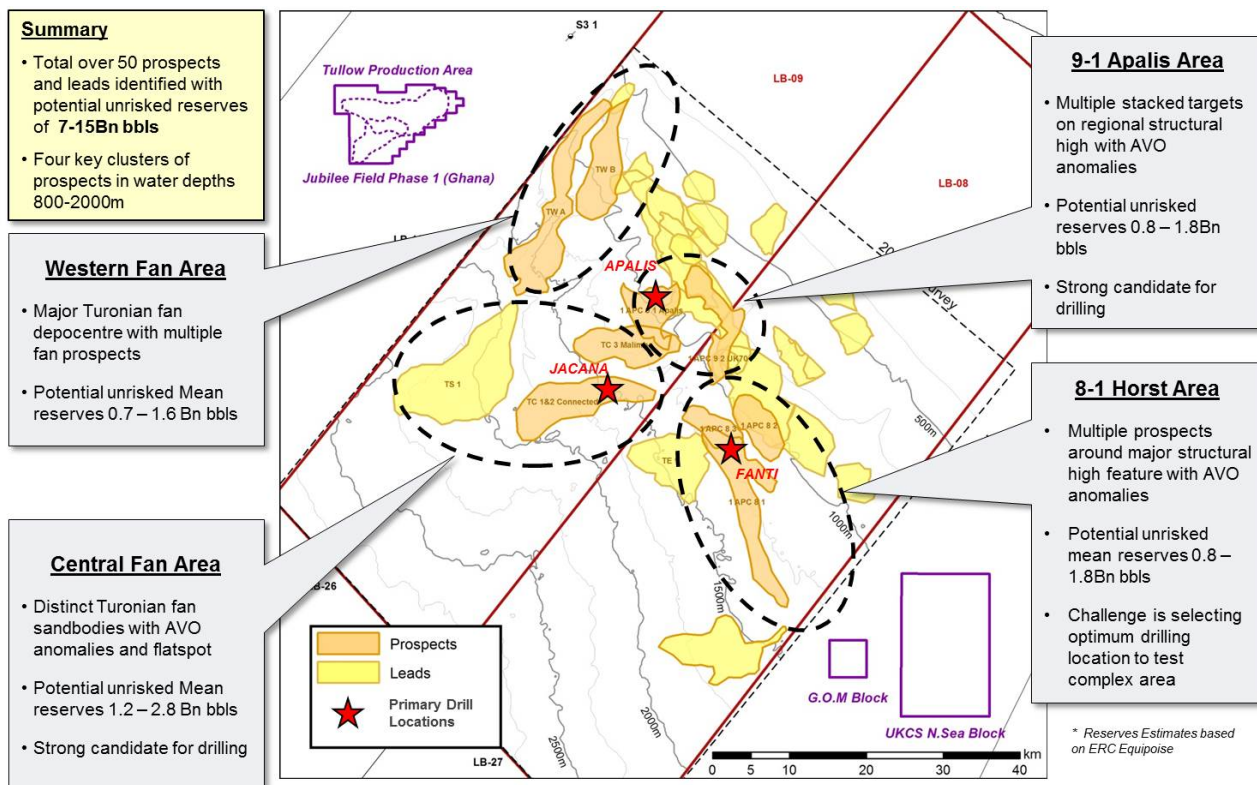 Summary
• Total over 50 prospects
and leads identified with
potential unrisked reserves
of 7-15Bn bbls
• Four key clusters of
prospects in water depths
800-2000m
Western Fan Area
• Major Turonian fan
depocentre with multiple
fan prospects
• Potential unrisked Mean
reserves 0.7 – 1.6 Bn bbls
Central Fan Area
• Distinct Turonian fan
sandbodies with AVO
anomalies and flatspot
• Potential unrisked Mean
reserves 1.2 – 2.8 Bn bbls
• Strong candidate for
drilling
S3 1
Tullow Production Area
Jubilee Field Phase 1 (Ghana)
LB-09
LB-08
TW B
TW A
APALIS
TC 3
JACANA
TS 1
TC 1&2 Connected
1 APC 8 3
1 APC 8 2
TE
FANTI
1 APC 8 1
500m
1000m
1500m
2000m
2500m
LB-26
LB-27
Prospects
Leads
Primary Drill
Locations
G.O.M Block
UKCS N.Sea Block
km
0 5 10 20 30 40
9-1 Apalis Area
• Multiple stacked targets
on regional structural
high with AVO
anomalies
• Potential unrisked
reserves 0.8 – 1.8Bn
bbls
• Strong candidate for
drilling
8-1 Horst Area
• Multiple prospects
around major structural
high feature with AVO
anomalies
• Potential unrisked
mean reserves 0.8 –
1.8Bn bbls
• Challenge is selecting
optimum drilling
location to test
complex area
* Reserves Estimates based
on ERC Equipoise